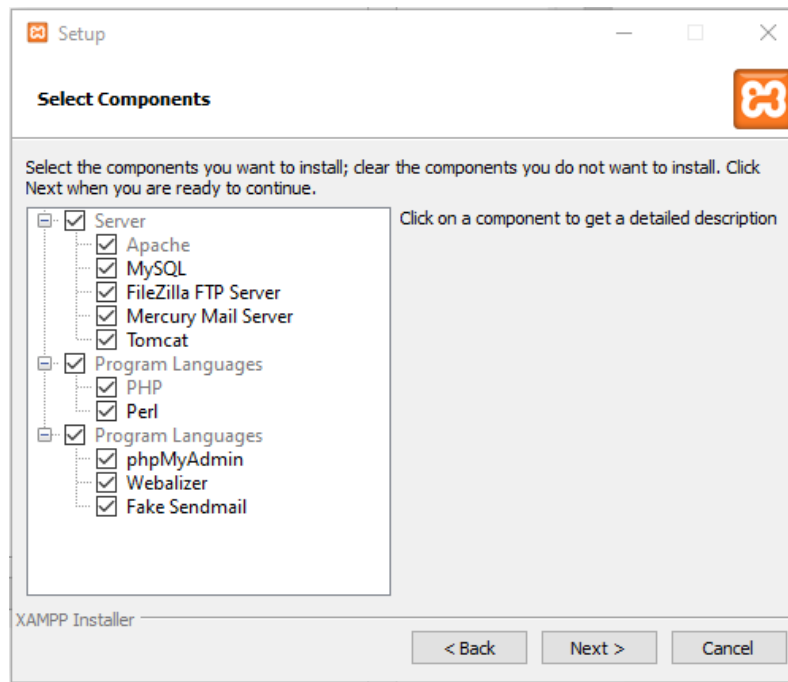 Setup
Select Components
Select the components you want to install; clear the components you do not want to install. Click
Next when you are ready to continue.
Click on a component to get a detailed description
Server
Apache
MySQL
FileZilla FTP Server
Mercury Mail Server
Tomcat
Program Languages
PHP
Perl
Program Languages
phpMyAdmin
Webalizer
Fake Sendmail
XAMPP Installer
< Back
Next >
Cancel